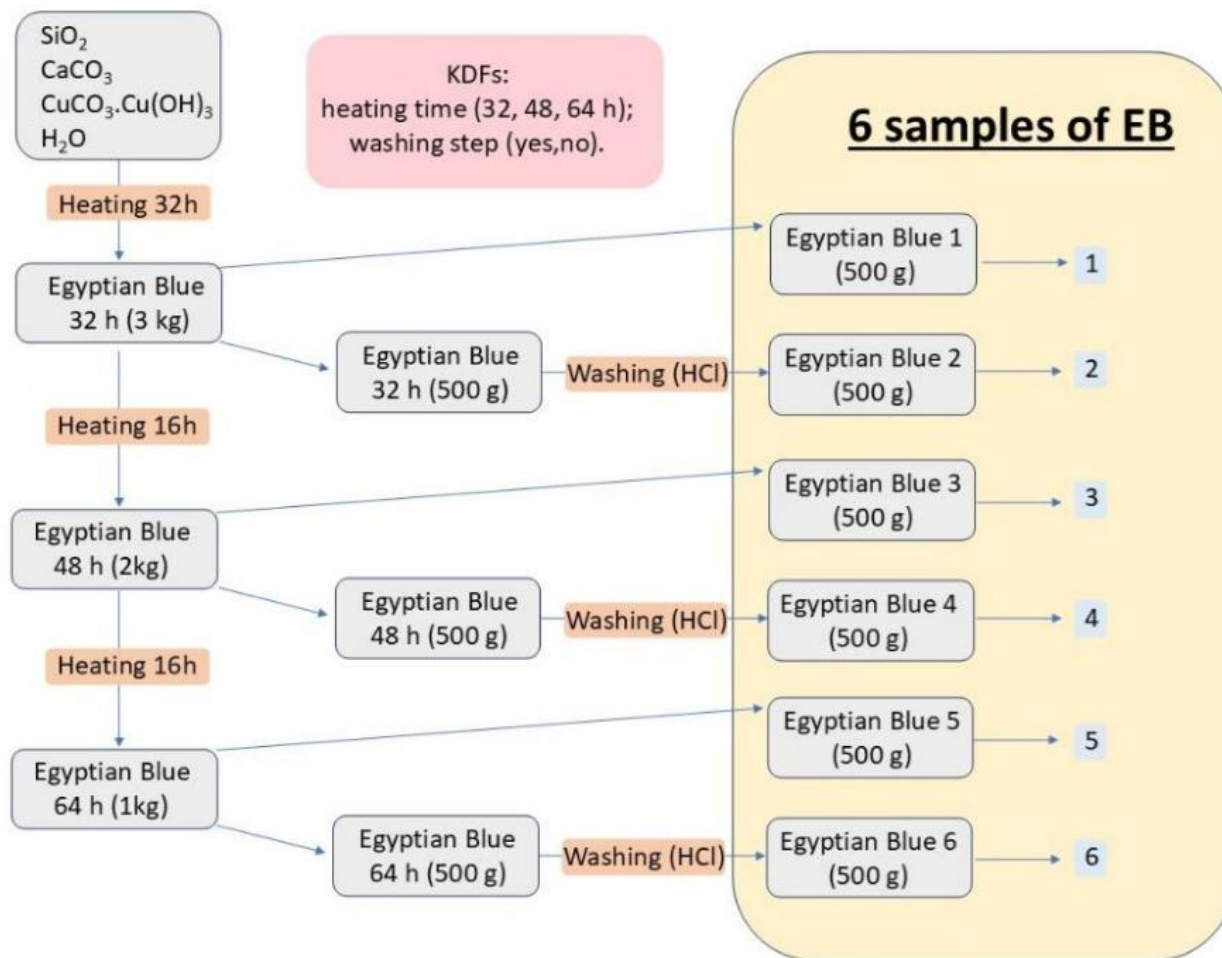 SiO₂
CaCO₃
CuCO₃.Cu(OH)₃
H₂O
KDFs:
heating time (32, 48, 64 h);
washing step (yes,no).
6 samples of EB
Heating 32h
Egyptian Blue
32 h (3 kg)
Egyptian Blue 1
(500 g)
1
Egyptian Blue
32 h (500 g)
Washing (HCl)
Egyptian Blue 2
(500 g)
2
Heating 16h
Egyptian Blue
48 h (2kg)
Egyptian Blue 3
(500 g)
3
Egyptian Blue
48 h (500 g)
Washing (HCl)
Egyptian Blue 4
(500 g)
4
Heating 16h
Egyptian Blue
64 h (1kg)
Egyptian Blue 5
(500 g)
5
Egyptian Blue
64 h (500 g)
Washing (HCl)
Egyptian Blue 6
(500 g)
6